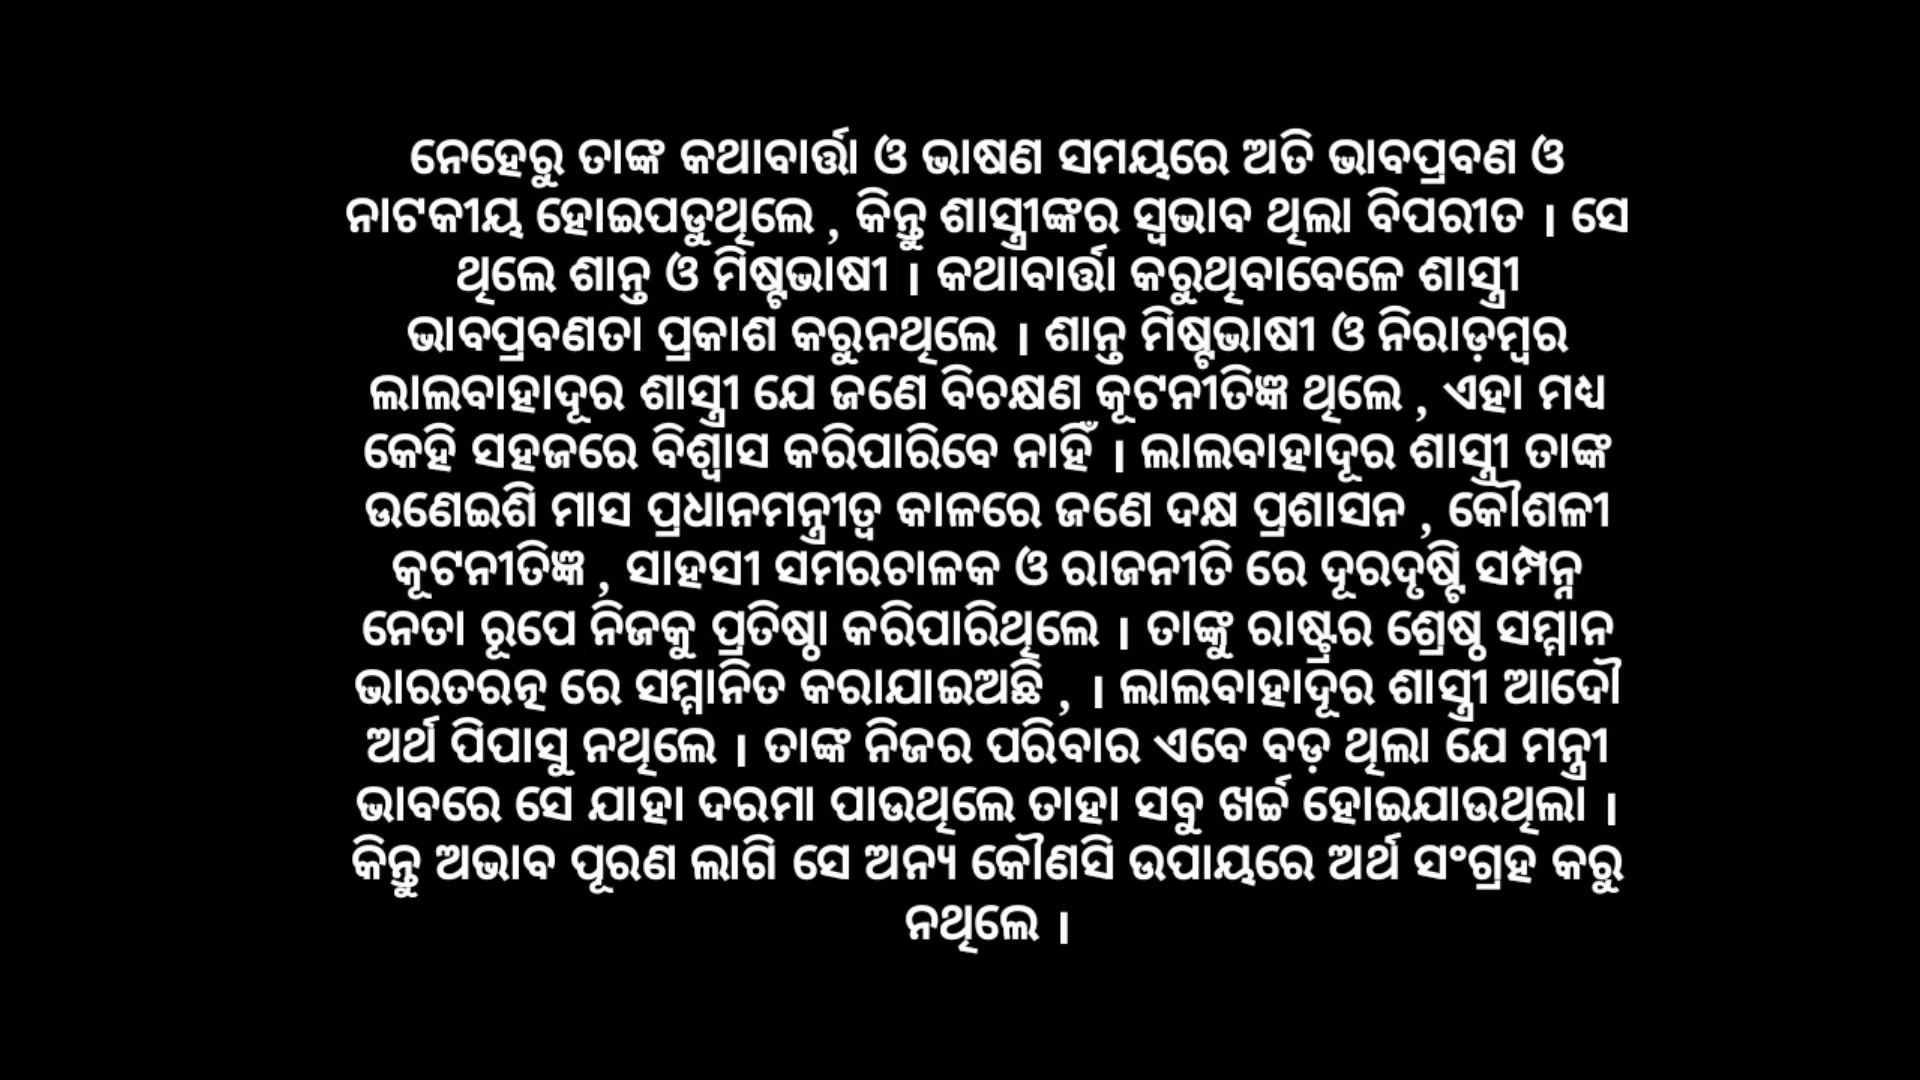 ନେହେରୁ ତାଙ୍କ କଥାବାର୍ତ୍ତା ଓ ଭାଷଣ ସମୟରେ ଅତି ଭାବପ୍ରବଣ ଓ
ନାଟକୀୟ ହୋଇପଡୁଥିଲେ , କିନ୍ତୁ ଶାସ୍ତ୍ରୀଙ୍କର ସ୍ୱଭାବ ଥିଲା ବିପରୀତ । ସେ
ଥିଲେ ଶାନ୍ତ ଓ ମିଷ୍ଟଭାଷୀ । କଥାବାର୍ତ୍ତା କରୁଥିବାବେଳେ ଶାସ୍ତ୍ରୀ
ଭାବପ୍ରବଣତା ପ୍ରକାଶ କରୁନଥିଲେ । ଶାନ୍ତ ମିଷ୍ଟଭାଷୀ ଓ ନିରାଡ଼ମ୍ବର
ଲାଲବାହାଦୂର ଶାସ୍ତ୍ରୀ ଯେ ଜଣେ ବିଚକ୍ଷଣ କୂଟନୀତିଜ୍ଞ ଥିଲେ , ଏହା ମଧ୍ୟ
କେହି ସହଜରେ ବିଶ୍ୱାସ କରିପାରିବେ ନାହିଁ । ଲାଲବାହାଦୂର ଶାସ୍ତ୍ରୀ ତାଙ୍କ
ଉଣେଇଶି ମାସ ପ୍ରଧାନମନ୍ତ୍ରୀତ୍ୱ କାଳରେ ଜଣେ ଦକ୍ଷ ପ୍ରଶାସନ , କୌଶଳୀ
କୂଟନୀତିଜ୍ଞ , ସାହସୀ ସମରଚାଳକ ଓ ରାଜନୀତି ରେ ଦୂରଦୃଷ୍ଟି ସମ୍ପନ୍ନ
ନେତା ରୂପେ ନିଜକୁ ପ୍ରତିଷ୍ଠା କରିପାରିଥିଲେ । ତାଙ୍କୁ ରାଷ୍ଟ୍ରର ଶ୍ରେଷ୍ଠ ସମ୍ମାନ
ଭାରତରତ୍ନ ରେ ସମ୍ମାନିତ କରାଯାଇଅଛି , । ଲାଲବାହାଦୂର ଶାସ୍ତ୍ରୀ ଆଦୌ
ଅର୍ଥ ପିପାସୁ ନଥିଲେ । ତାଙ୍କ ନିଜର ପରିବାର ଏବେ ବଡ଼ ଥିଲା ଯେ ମନ୍ତ୍ରୀ
ଭାବରେ ସେ ଯାହା ଦରମା ପାଉଥିଲେ ତାହା ସବୁ ଖର୍ଚ୍ଚ ହୋଇଯାଉଥିଲା ।
କିନ୍ତୁ ଅଭାବ ପୂରଣ ଲାଗି ସେ ଅନ୍ୟ କୌଣସି ଉପାୟରେ ଅର୍ଥ ସଂଗ୍ରହ କରୁ
ନଥିଲେ ।